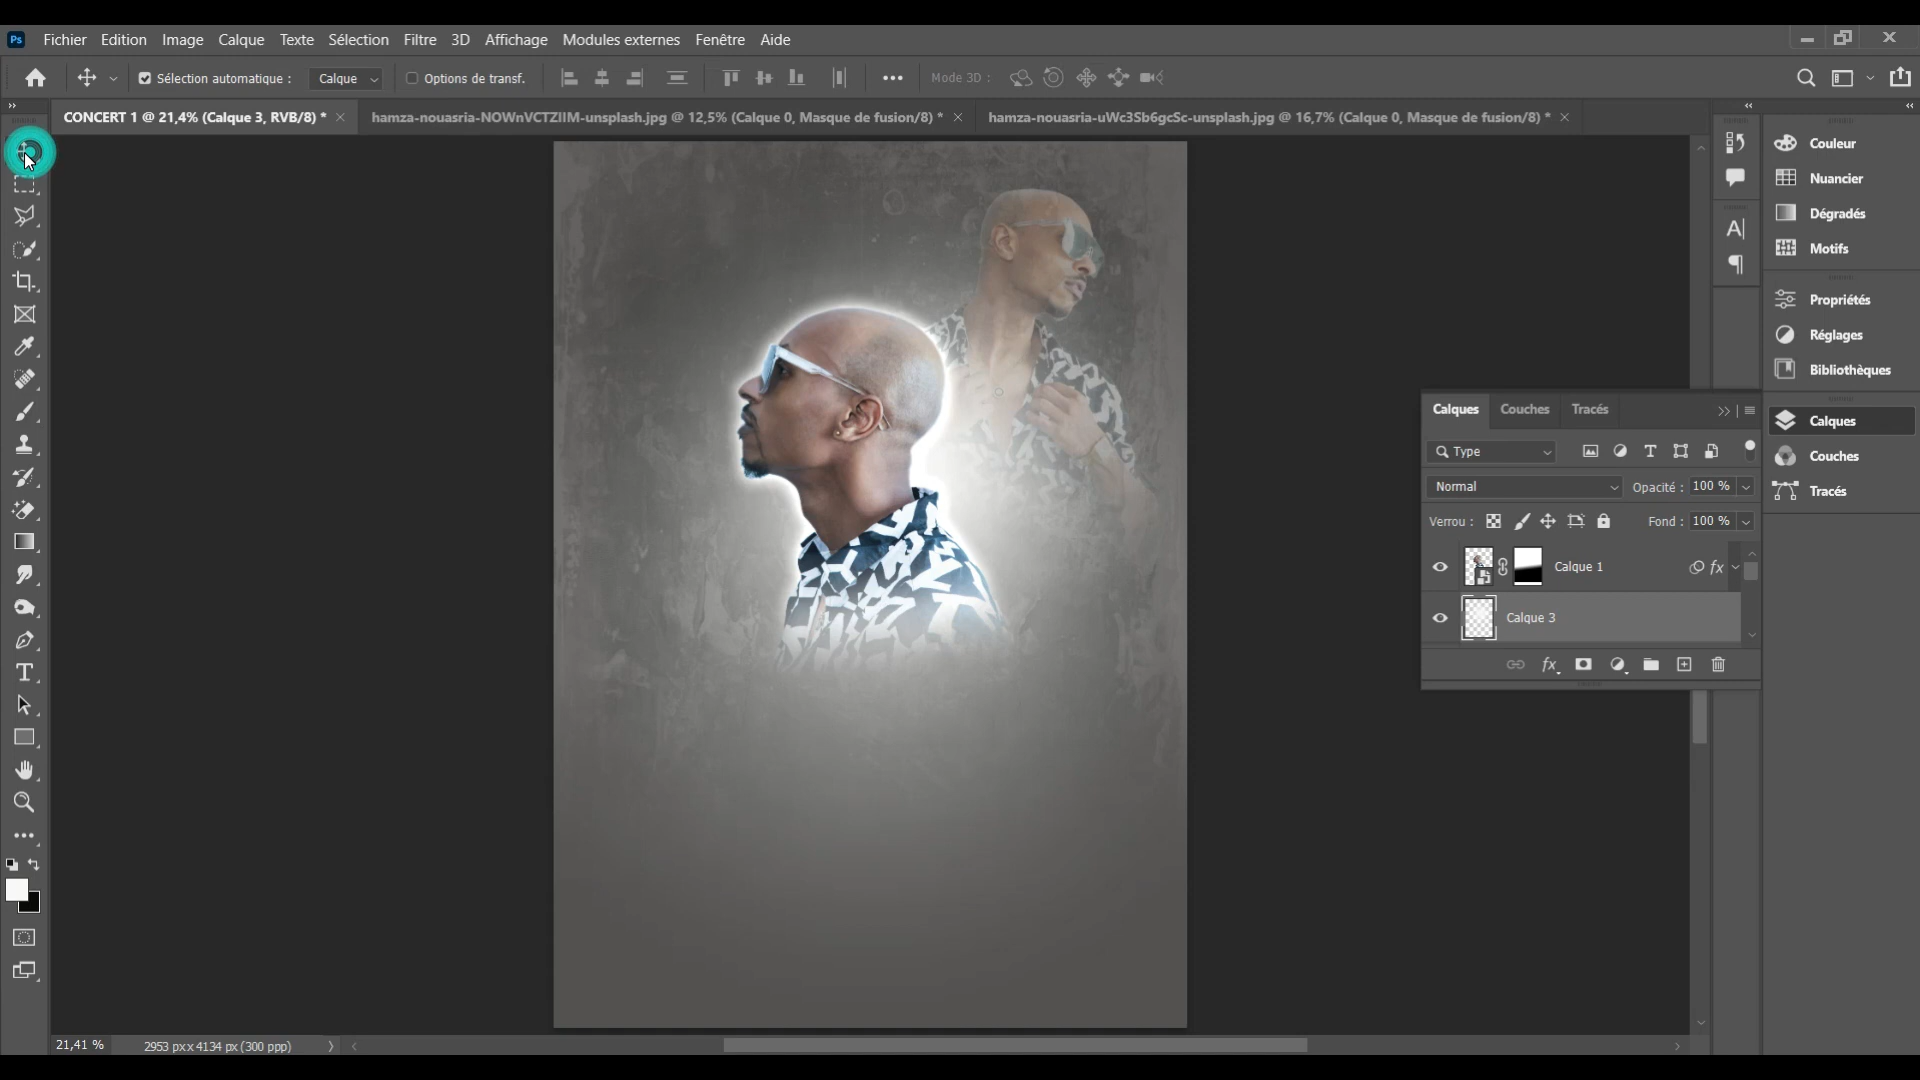 Ps Fichier Edition Image Calque Texte Sélection Filtre 3D Affichage Modules externes Fenêtre Aide
Sélection automatique : Calque Options de transf. Mode 3D :
CONCERT 1 @ 21,4% (Calque 3, RVB/8) *
hamza-nouasria-NOWnVCTZIIM-unsplash.jpg @ 12,5% (Calque 0, Masque de fusion/8) *
hamza-nouasria-uWc3Sb6gcSc-unsplash.jpg @ 16,7% (Calque 0, Masque de fusion/8) *
Couleur
Nuancier
Dégradés
Motifs
Propriétés
Réglages
Bibliothèques
Calques
Couches
Tracés
Calques Couches Tracés
Type
Normal Opacité : 100 %
Verrou : Fond : 100 %
Calque 1 fx
Calque 3
fx
21,41 % 2953 px x 4134 px (300 ppp)